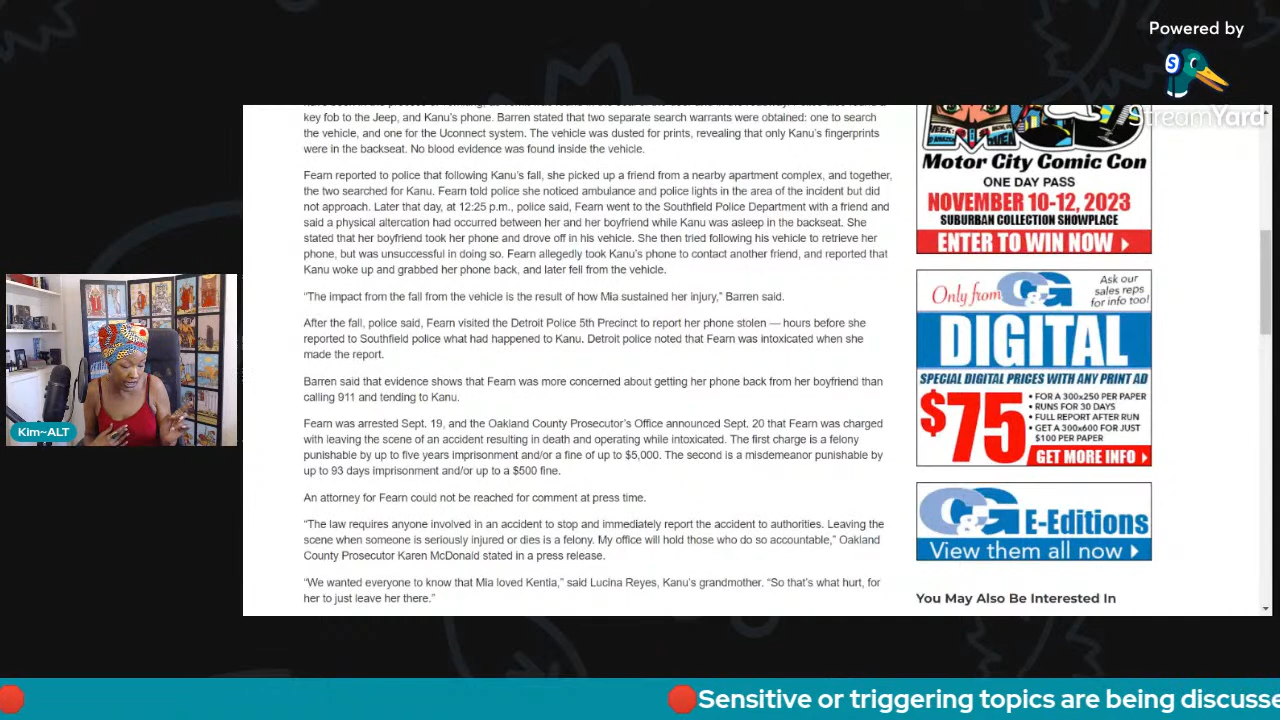 Powered by
StreamYard
key fob to the Jeep, and Kanu's phone. Barren stated that two separate search warrants were obtained: one to search
the vehicle, and one for the Uconnect system. The vehicle was dusted for prints, revealing that only Kanu's fingerprints
were in the backseat. No blood evidence was found inside the vehicle.
Fearn reported to police that following Kanu's fall, she picked up a friend from a nearby apartment complex, and together,
the two searched for Kanu. Fearn told police she noticed ambulance and police lights in the area of the incident but did
not approach. Later that day, at 12:25 p.m., police said, Fearn went to the Southfield Police Department with a friend and
said a physical altercation had occurred between her and her boyfriend while Kanu was asleep in the backseat. She
stated that her boyfriend took her phone and drove off in his vehicle. She then tried following his vehicle to retrieve her
phone, but was unsuccessful in doing so. Fearn allegedly took Kanu's phone to contact another friend, and reported that
Kanu woke up and grabbed her phone back, and later fell from the vehicle.
"The impact from the fall from the vehicle is the result of how Mia sustained her injury," Barren said.
After the fall, police said, Fearn visited the Detroit Police 5th Precinct to report her phone stolen — hours before she
reported to Southfield police what had happened to Kanu. Detroit police noted that Fearn was intoxicated when she
made the report.
Barren said that evidence shows that Fearn was more concerned about getting her phone back from her boyfriend than
calling 911 and tending to Kanu.
Fearn was arrested Sept. 19, and the Oakland County Prosecutor's Office announced Sept. 20 that Fearn was charged
with leaving the scene of an accident resulting in death and operating while intoxicated. The first charge is a felony
punishable by up to five years imprisonment and/or a fine of up to $5,000. The second is a misdemeanor punishable by
up to 93 days imprisonment and/or up to a $500 fine.
An attorney for Fearn could not be reached for comment at press time.
"The law requires anyone involved in an accident to stop and immediately report the accident to authorities. Leaving the
scene when someone is seriously injured or dies is a felony. My office will hold those who do so accountable," Oakland
County Prosecutor Karen McDonald stated in a press release.
"We wanted everyone to know that Mia loved Kentia," said Lucina Reyes, Kanu's grandmother. "So that's what hurt, for
her to just leave her there."
Motor City Comic Con
ONE DAY PASS
NOVEMBER 10-12, 2023
SUBURBAN COLLECTION SHOWPLACE
ENTER TO WIN NOW
Only from C&G
Ask our
sales reps
for info too!
DIGITAL
SPECIAL DIGITAL PRICES WITH ANY PRINT AD
$75
• FOR A 300x250 PER PAPER
• RUNS FOR 30 DAYS
• FULL REPORT AFTER RUN
• GET A 300x600 FOR JUST
$100 PER PAPER
GET MORE INFO
C&G E-Editions
View them all now
You May Also Be Interested In
Kim~ALT
Sensitive or triggering topics are being discusse